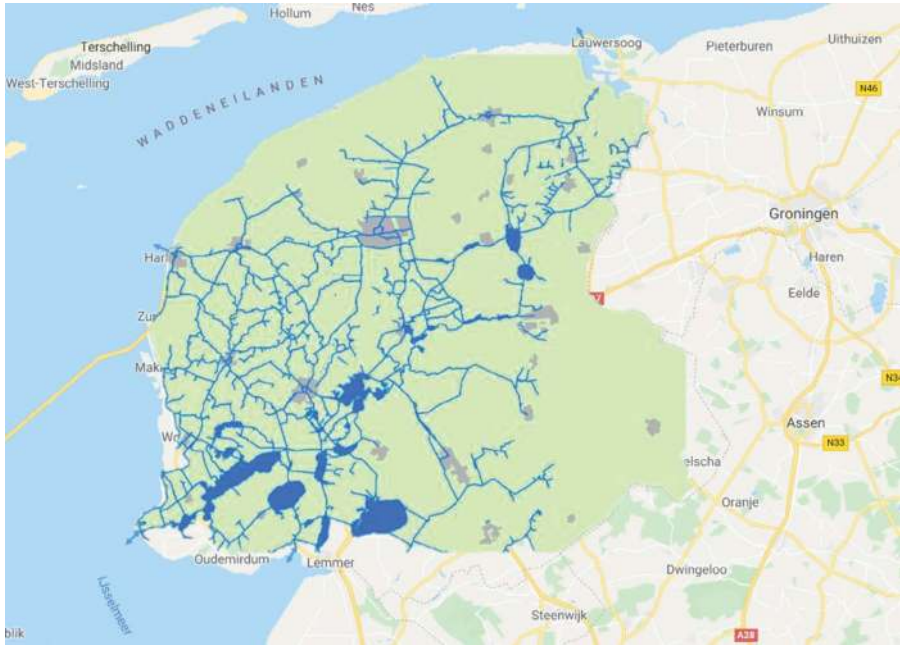 Hollum
Nes
Terschelling
Midsland
West-Terschelling
WADDENEILANDEN
Lauwersoog
Pieterburen
Uithuizen
N46
Winsum
Groningen
Haren
Eelde
Harl
Zur
7
Mak
N34
Assen
N33
Wo
elscha
Oranje
Oudemirdum
Lemmer
Dwingeloo
IJsselmeer
Steenwijk
blik
A28